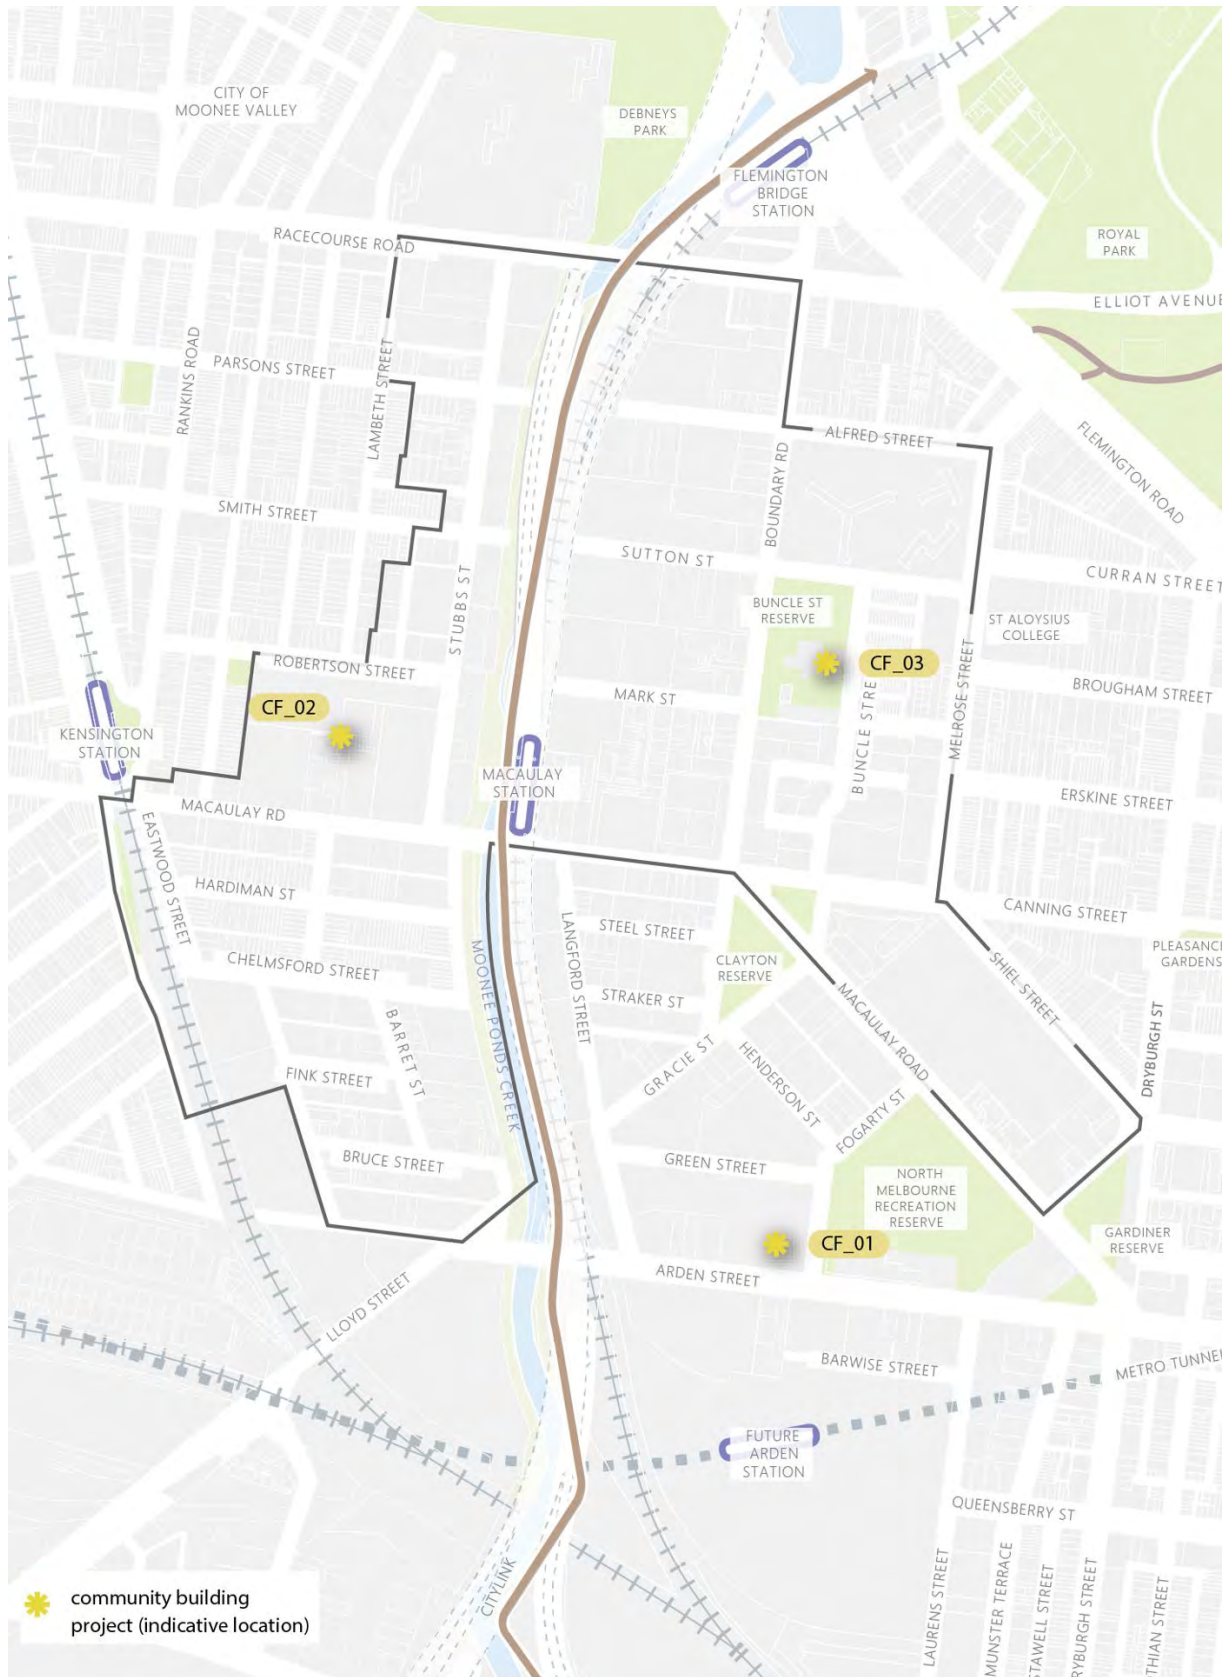 CITY OF
MOONEE VALLEY
DEBNEYS
PARK
FLEMINGTON
BRIDGE
STATION
RACECOURSE ROAD
ROYAL
PARK
ELLIOT AVENUE
RANKINS ROAD
PARSONS STREET
LAMBETH STREET
ALFRED STREET
FLEMINGTON ROAD
BOUNDARY RD
SMITH STREET
SUTTON ST
CURRAN STREET
STUBBS ST
BUNCLE ST
RESERVE
ST ALOYSIUS
COLLEGE
ROBERTSON STREET
CF_03
MELROSE STREET
BROUGHAM STREET
MARK ST
BUNCLE STRE
CF_02
KENSINGTON
STATION
MACAULAY
STATION
ERSKINE STREET
MACAULAY RD
EASTWOOD STREET
HARDIMAN ST
CANNING STREET
STEEL STREET
LANGFORD STREET
CHELMSFORD STREET
MOONEE PONDS CREEK
CLAYTON
RESERVE
SHIEL STREET
PLEASANCE
GARDENS
STRAKER ST
MACAULAY ROAD
BARRET ST
GRACIE ST
HENDERSON ST
DRYBURGH ST
FINK STREET
FOGARTY ST
BRUCE STREET
GREEN STREET
NORTH
MELBOURNE
RECREATION
RESERVE
CF_01
GARDINER
RESERVE
ARDEN STREET
LLOYD STREET
BARWISE STREET
METRO TUNNEL
FUTURE
ARDEN
STATION
QUEENSBERRY ST
CITYLINK
LAURENS STREET
MUNSTER TERRACE
STAWELL STREET
RYBURGH STREET
THIAN STREET
community building
project (indicative location)